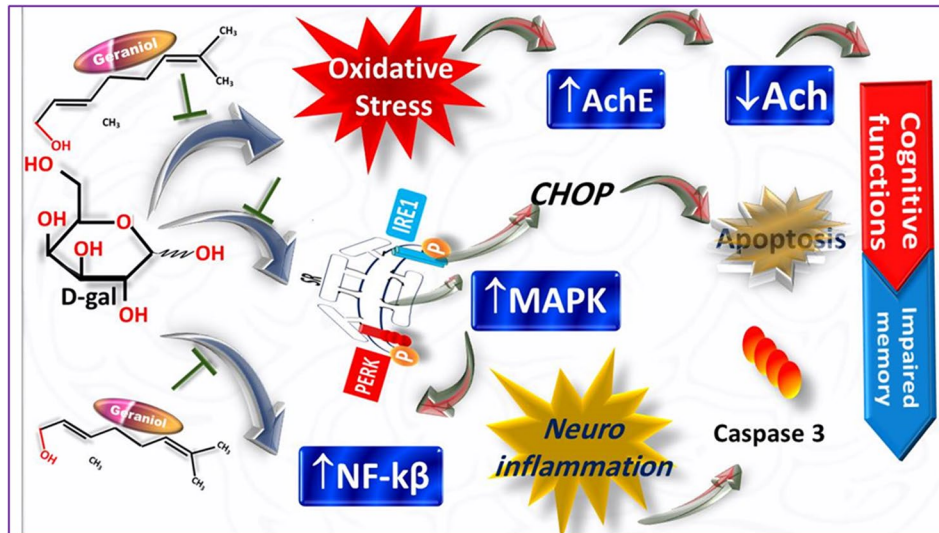 Geraniol
CH₃
CH₃
CH₃
OH
HO
OH
O
OH
OH
OH
D-gal
Oxidative
Stress
↑AchE
↓Ach
IRE1
P
CHOP
Apoptosis
ER
↑MAPK
PERK
P
Geraniol
OH
CH₃
CH₃
CH₃
↑NF-kβ
Neuro
inflammation
Caspase 3
Cognitive
functions
Impaired
memory